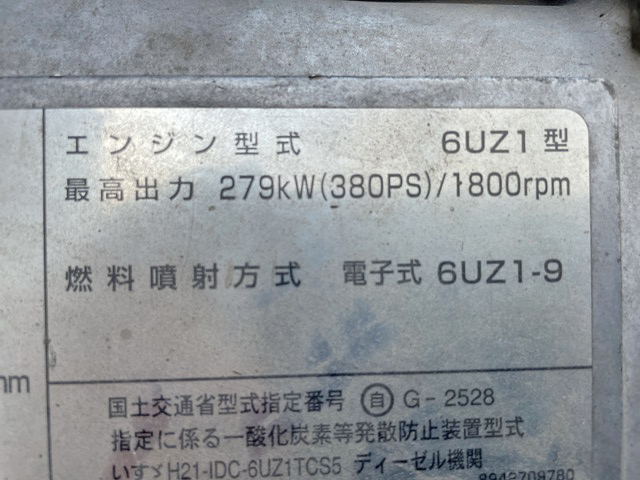 エンジン型式 6UZ1型
最高出力 279kW(380PS)/1800rpm
燃料噴射方式 電子式 6UZ1-9
mm
国土交通省型式指定番号 自 G-2528
指定に係る一酸化炭素等発散防止装置型式
いすゞH21-IDC-6UZ1TCS5 ディーゼル機関
8942709780